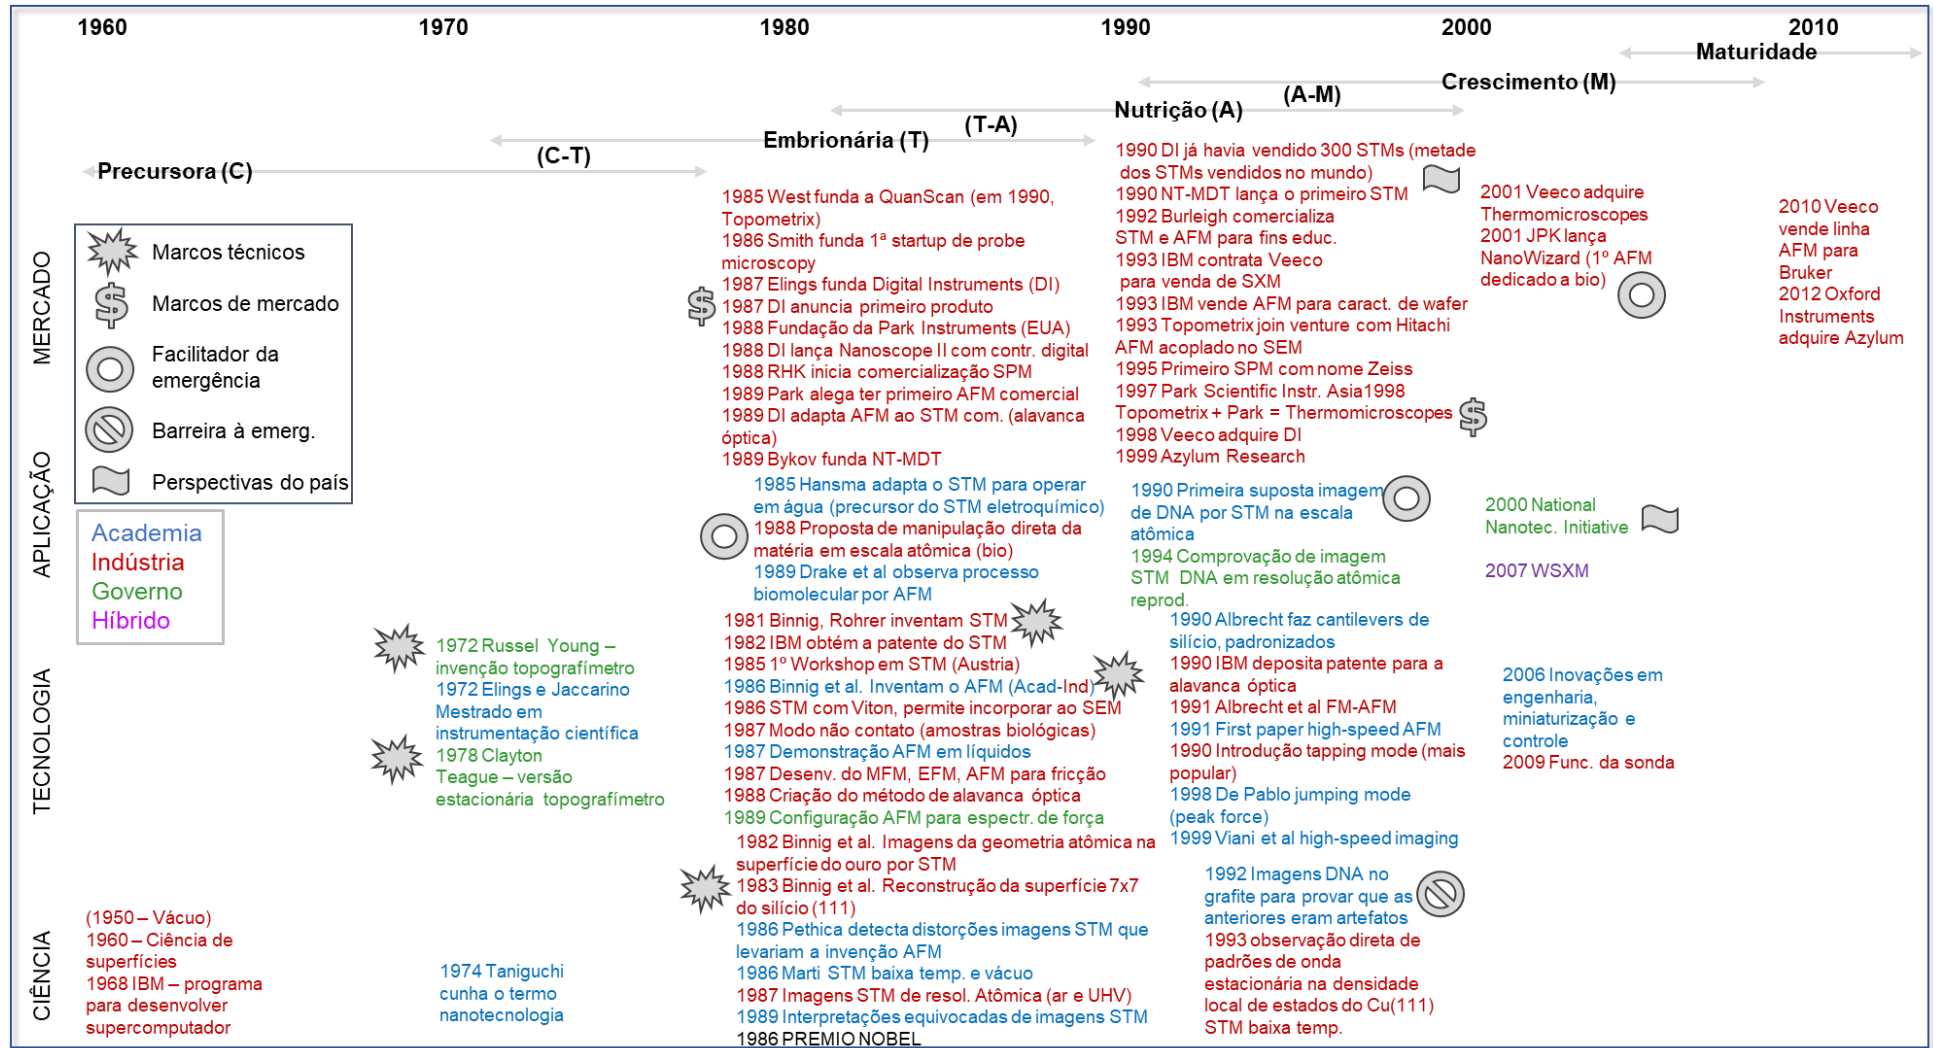 1960 1970 1980 1990 2000 2010
Maturidade
Crescimento (M)
(A-M)
Nutrição (A)
(T-A)
Embrionária (T)
(C-T)
Precursora (C)
MERCADO
APLICAÇÃO
TECNOLOGIA
CIÊNCIA
Marcos técnicos
$ Marcos de mercado
Facilitador da
emergência
Barreira à emerg.
Perspectivas do país
Academia
Indústria
Governo
Híbrido
1985 West funda a QuanScan (em 1990,
Topometrix)
1986 Smith funda 1ª startup de probe
microscopy
1987 Elings funda Digital Instruments (DI)
$
1987 DI anuncia primeiro produto
1988 Fundação da Park Instruments (EUA)
1988 DI lança Nanoscope II com contr. digital
1988 RHK inicia comercialização SPM
1989 Park alega ter primeiro AFM comercial
1989 DI adapta AFM ao STM com. (alavanca
óptica)
1989 Bykov funda NT-MDT
1990 DI já havia vendido 300 STMs (metade
dos STMs vendidos no mundo)
1990 NT-MDT lança o primeiro STM
1992 Burleigh comercializa
STM e AFM para fins educ.
1993 IBM contrata Veeco
para venda de SXM
1993 IBM vende AFM para caract. de wafer
1993 Topometrix join venture com Hitachi
AFM acoplado no SEM
1995 Primeiro SPM com nome Zeiss
1997 Park Scientific Instr. Asia1998
Topometrix + Park = Thermomicroscopes
$
1998 Veeco adquire DI
1999 Azylum Research
2001 Veeco adquire
Thermomicroscopes
2001 JPK lança
NanoWizard (1º AFM
dedicado a bio)
2010 Veeco
vende linha
AFM para
Bruker
2012 Oxford
Instruments
adquire Azylum
1985 Hansma adapta o STM para operar
em água (precursor do STM eletroquímico)
1988 Proposta de manipulação direta da
matéria em escala atômica (bio)
1989 Drake et al observa processo
biomolecular por AFM
1990 Primeira suposta imagem
de DNA por STM na escala
atômica
1994 Comprovação de imagem
STM DNA em resolução atômica
reprod.
2000 National
Nanotec. Initiative
2007 WSXM
1972 Russel Young –
invenção topografímetro
1972 Elings e Jaccarino
Mestrado em
instrumentação científica
1978 Clayton
Teague – versão
estacionária topografímetro
1981 Binnig, Rohrer inventam STM
1982 IBM obtém a patente do STM
1985 1º Workshop em STM (Austria)
1986 Binnig et al. Inventam o AFM (Acad-Ind)
1986 STM com Viton, permite incorporar ao SEM
1987 Modo não contato (amostras biológicas)
1987 Demonstração AFM em líquidos
1987 Desenv. do MFM, EFM, AFM para fricção
1988 Criação do método de alavanca óptica
1989 Configuração AFM para espectr. de força
1990 Albrecht faz cantilevers de
silício, padronizados
1990 IBM deposita patente para a
alavanca óptica
1991 Albrecht et al FM-AFM
1991 First paper high-speed AFM
1990 Introdução tapping mode (mais
popular)
1998 De Pablo jumping mode
(peak force)
1999 Viani et al high-speed imaging
2006 Inovações em
engenharia,
miniaturização e
controle
2009 Func. da sonda
(1950 – Vácuo)
1960 – Ciência de
superfícies
1968 IBM – programa
para desenvolver
supercomputador
1974 Taniguchi
cunha o termo
nanotecnologia
1982 Binnig et al. Imagens da geometria atômica na
superfície do ouro por STM
1983 Binnig et al. Reconstrução da superfície 7x7
do silício (111)
1986 Pethica detecta distorções imagens STM que
levariam a invenção AFM
1986 Marti STM baixa temp. e vácuo
1987 Imagens STM de resol. Atômica (ar e UHV)
1989 Interpretações equivocadas de imagens STM
1986 PREMIO NOBEL
1992 Imagens DNA no
grafite para provar que as
anteriores eram artefatos
1993 observação direta de
padrões de onda
estacionária na densidade
local de estados do Cu(111)
STM baixa temp.